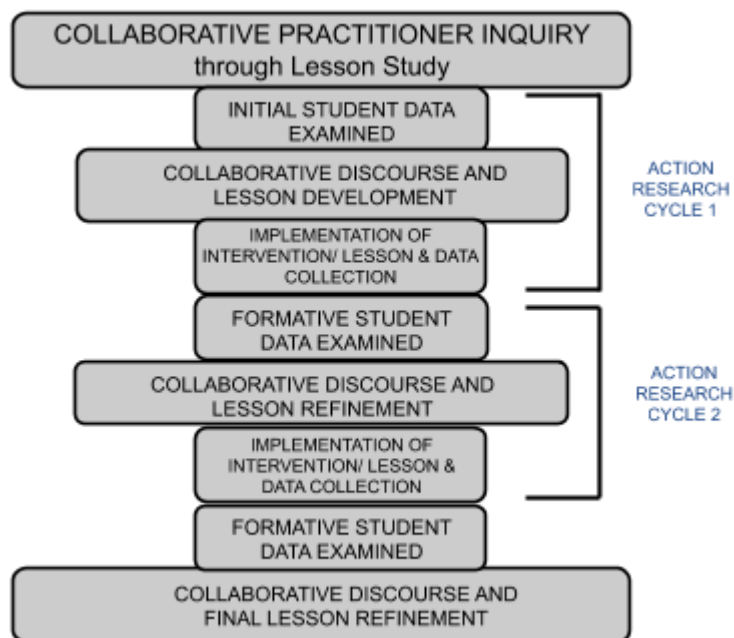 COLLABORATIVE PRACTITIONER INQUIRY
through Lesson Study
INITIAL STUDENT DATA
EXAMINED
COLLABORATIVE DISCOURSE AND
LESSON DEVELOPMENT
IMPLEMENTATION OF
INTERVENTION/ LESSON & DATA
COLLECTION
ACTION
RESEARCH
CYCLE 1
FORMATIVE STUDENT
DATA EXAMINED
COLLABORATIVE DISCOURSE AND
LESSON REFINEMENT
IMPLEMENTATION OF
INTERVENTION/ LESSON &
DATA COLLECTION
ACTION
RESEARCH
CYCLE 2
FORMATIVE STUDENT
DATA EXAMINED
COLLABORATIVE DISCOURSE AND
FINAL LESSON REFINEMENT